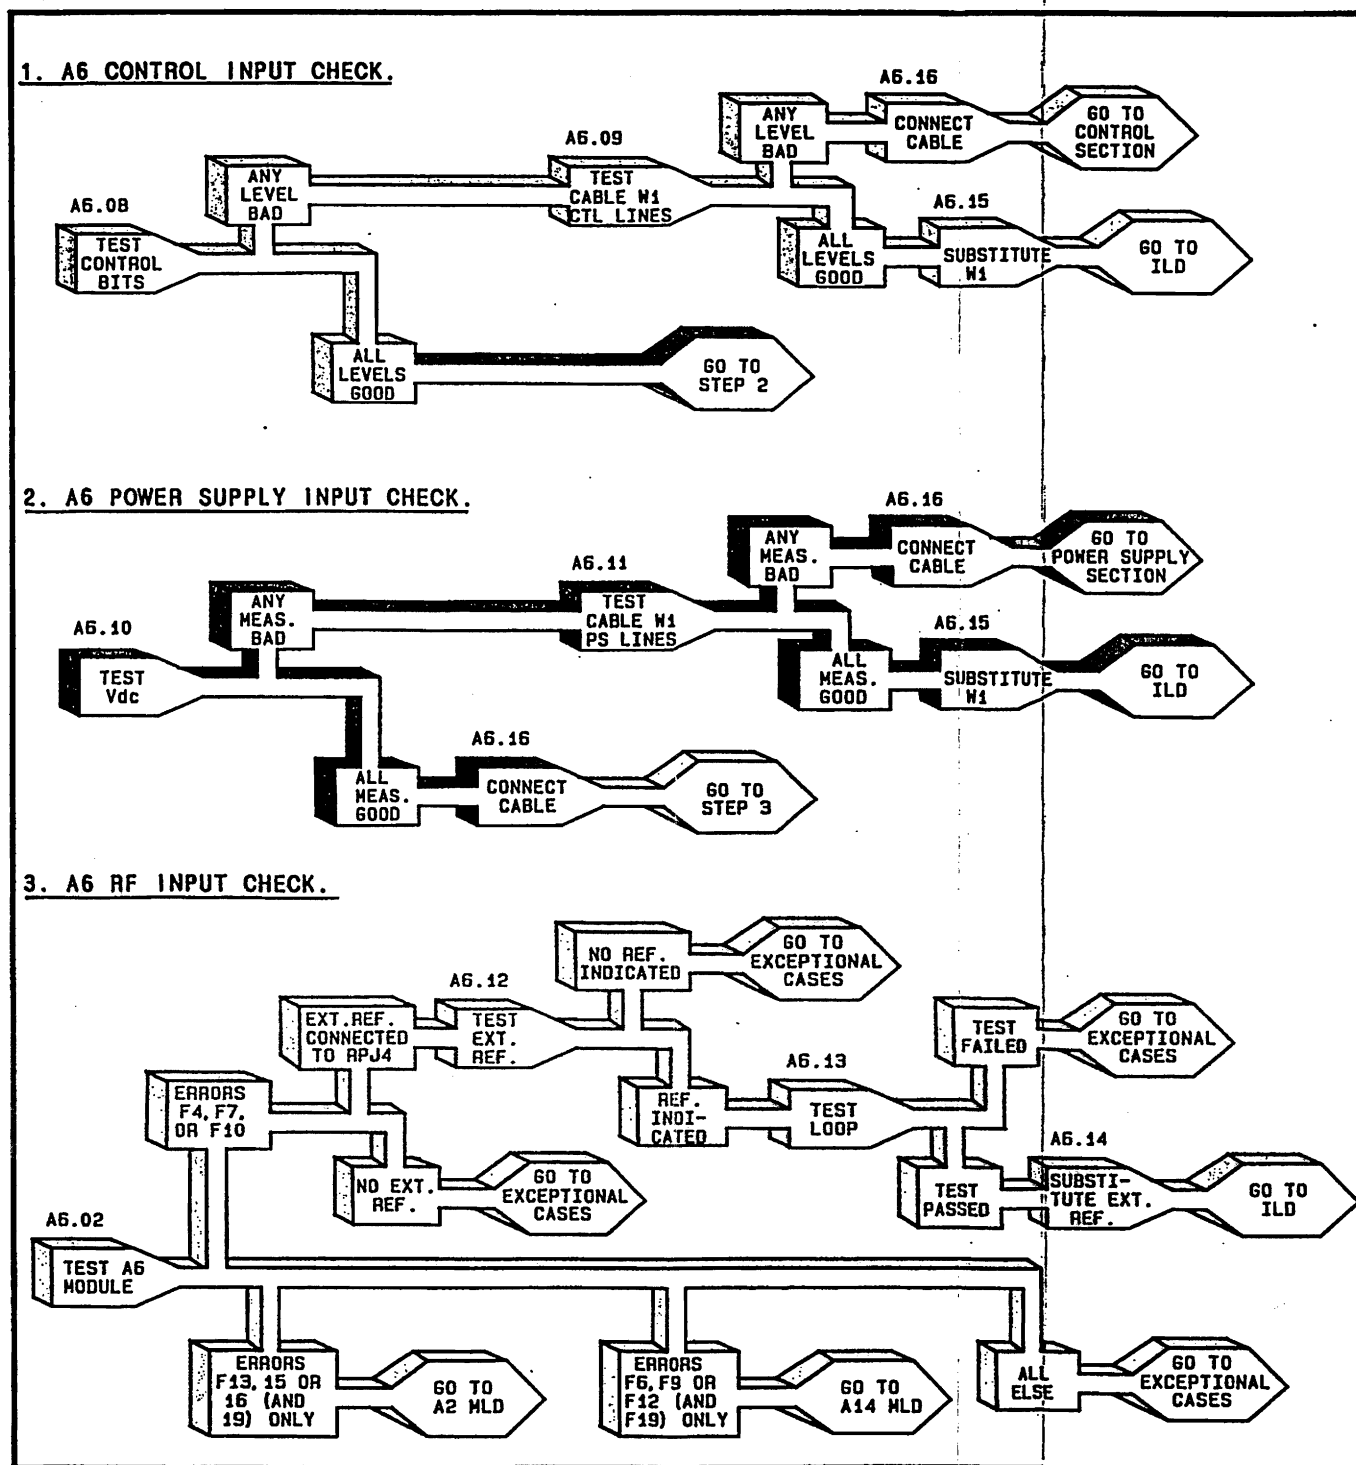 1. A6 CONTROL INPUT CHECK.
A6.08
TEST
CONTROL
BITS
ANY
LEVEL
BAD
A6.09
TEST
CABLE W1
CTL LINES
ANY
LEVEL
BAD
A6.16
CONNECT
CABLE
GO TO
CONTROL
SECTION
ALL
LEVELS
GOOD
A6.15
SUBSTITUTE
W1
GO TO
ILD
ALL
LEVELS
GOOD
GO TO
STEP 2
2. A6 POWER SUPPLY INPUT CHECK.
A6.10
TEST
Vdc
ANY
MEAS.
BAD
A6.11
TEST
CABLE W1
PS LINES
ANY
MEAS.
BAD
A6.16
CONNECT
CABLE
GO TO
POWER SUPPLY
SECTION
ALL
MEAS.
GOOD
A6.15
SUBSTITUTE
W1
GO TO
ILD
ALL
MEAS.
GOOD
A6.16
CONNECT
CABLE
GO TO
STEP 3
3. A6 RF INPUT CHECK.
A6.02
TEST A6
MODULE
ERRORS
F4, F7,
OR F10
EXT.REF.
CONNECTED
TO RPJ4
A6.12
TEST
EXT.
REF.
NO REF.
INDICATED
GO TO
EXCEPTIONAL
CASES
REF.
INDI-
CATED
A6.13
TEST
LOOP
TEST
FAILED
GO TO
EXCEPTIONAL
CASES
TEST
PASSED
A6.14
SUBSTI-
TUTE EXT.
REF.
GO TO
ILD
NO EXT.
REF.
GO TO
EXCEPTIONAL
CASES
ERRORS
F13, 15 OR
16 (AND
19) ONLY
GO TO
A2 MLD
ERRORS
F6, F9 OR
F12 (AND
F19) ONLY
GO TO
A14 MLD
ALL
ELSE
GO TO
EXCEPTIONAL
CASES